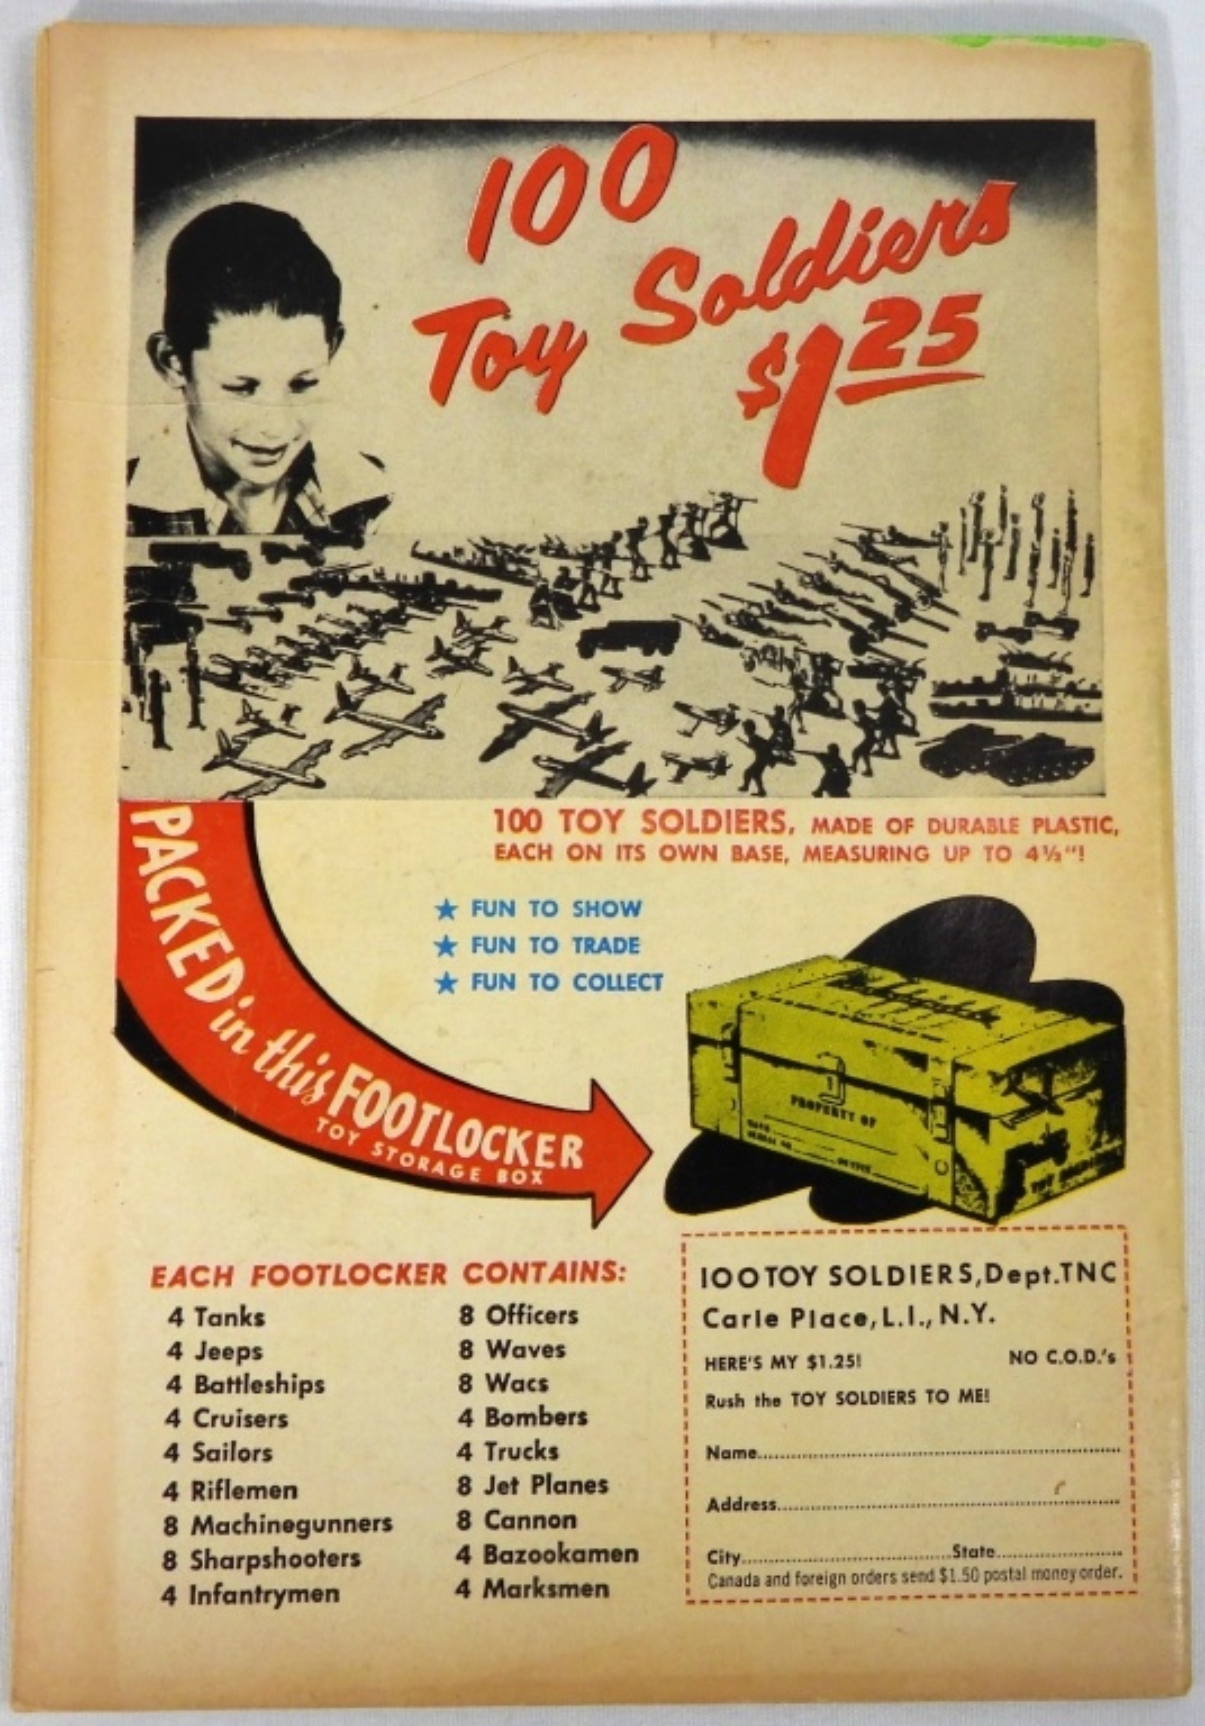 100
Toy Soldiers
$1 25
100 TOY SOLDIERS, MADE OF DURABLE PLASTIC,
EACH ON ITS OWN BASE, MEASURING UP TO 4½"!
★ FUN TO SHOW
★ FUN TO TRADE
★ FUN TO COLLECT
PACKED in this FOOTLOCKER
TOY STORAGE BOX
PROPERTY OF
TOY SOLDIERS
EACH FOOTLOCKER CONTAINS:
4 Tanks
4 Jeeps
4 Battleships
4 Cruisers
4 Sailors
4 Riflemen
8 Machinegunners
8 Sharpshooters
4 Infantrymen
8 Officers
8 Waves
8 Wacs
4 Bombers
4 Trucks
8 Jet Planes
8 Cannon
4 Bazookamen
4 Marksmen
100 TOY SOLDIERS, Dept. TNC
Carle Place, L.I., N.Y.
HERE'S MY $1.25! NO C.O.D.'s
Rush the TOY SOLDIERS TO ME!
Name
Address
City State
Canada and foreign orders send $1.50 postal money order.